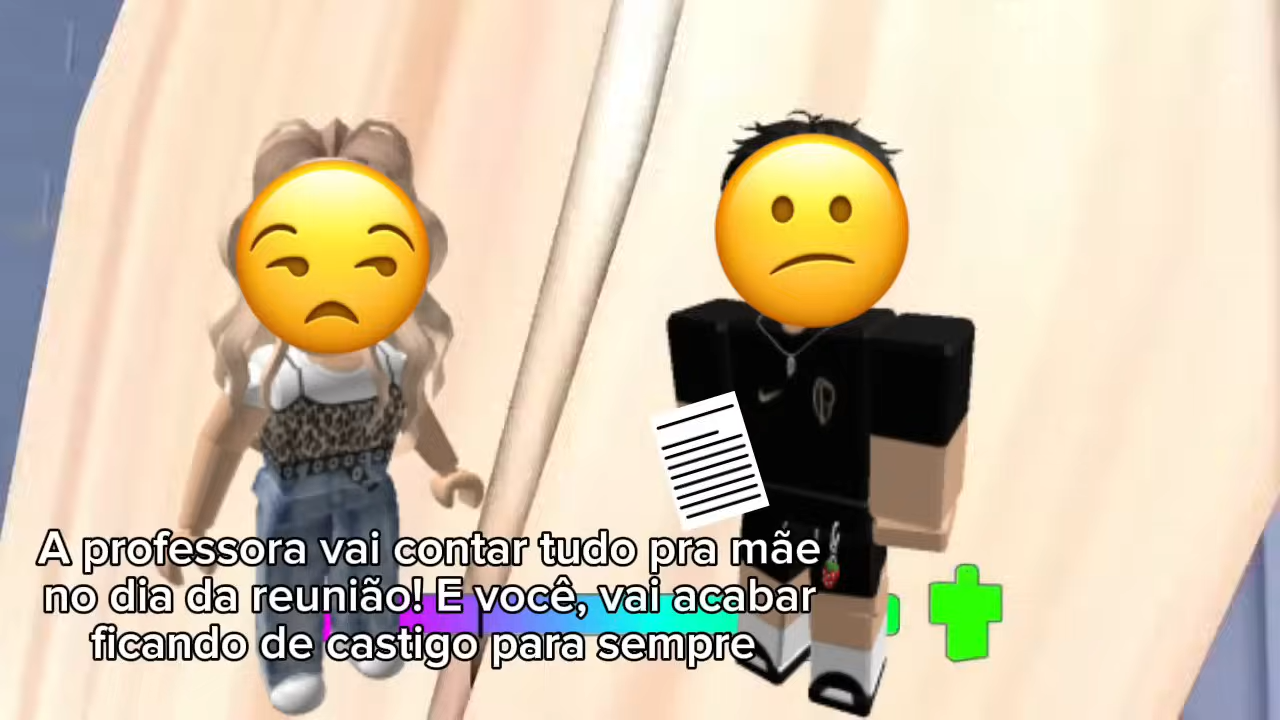 A professora vai contar tudo pra mãe
no dia da reunião! E você, vai acabar
ficando de castigo para sempre